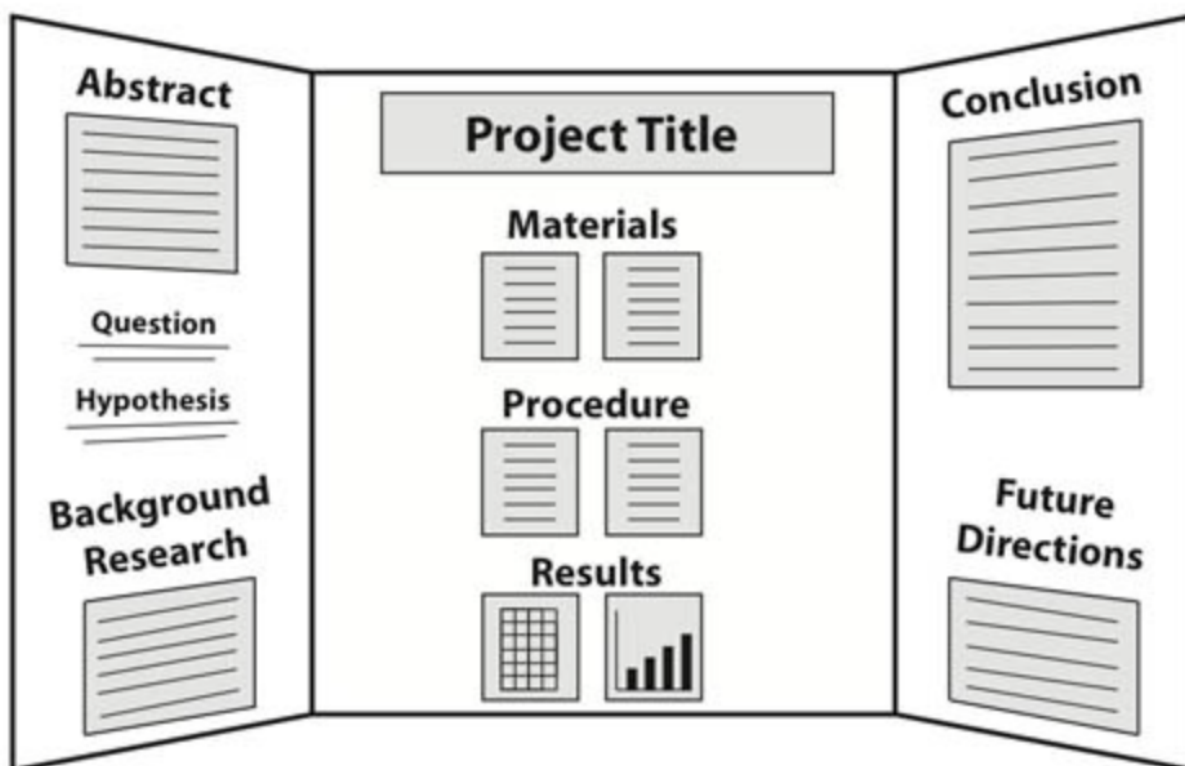 Abstract
Question
Hypothesis
Background
Research
Project Title
Materials
Procedure
Results
Conclusion
Future
Directions